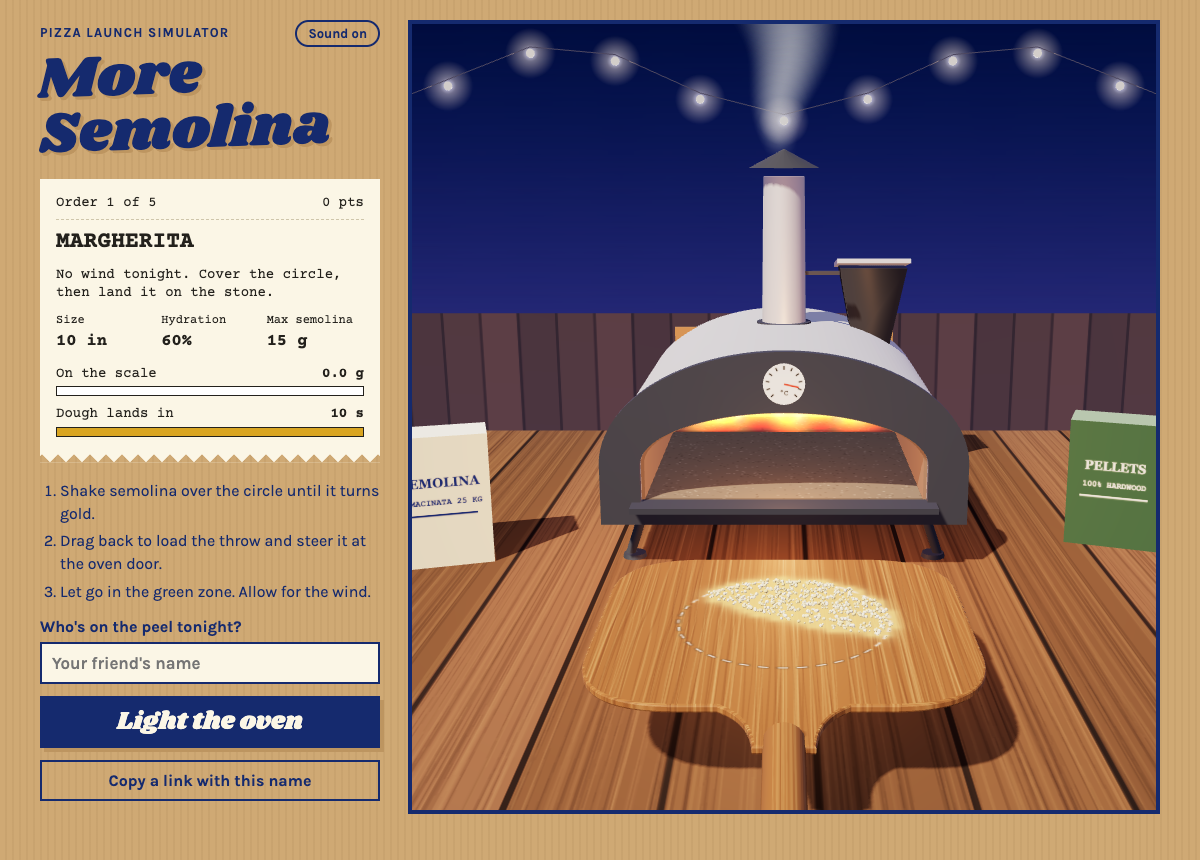 PIZZA LAUNCH SIMULATOR
Sound on
More
Semolina
Order 1 of 5 0 pts
MARGHERITA
No wind tonight. Cover the circle,
then land it on the stone.
Size Hydration Max semolina
10 in 60% 15 g
On the scale 0.0 g
Dough lands in 10 s
1. Shake semolina over the circle until it turns
gold.
2. Drag back to load the throw and steer it at
the oven door.
3. Let go in the green zone. Allow for the wind.
Who's on the peel tonight?
Your friend's name
Light the oven
Copy a link with this name
°C
EMOLINA
MACINATA 25 KG
PELLETS
100% HARDWOOD